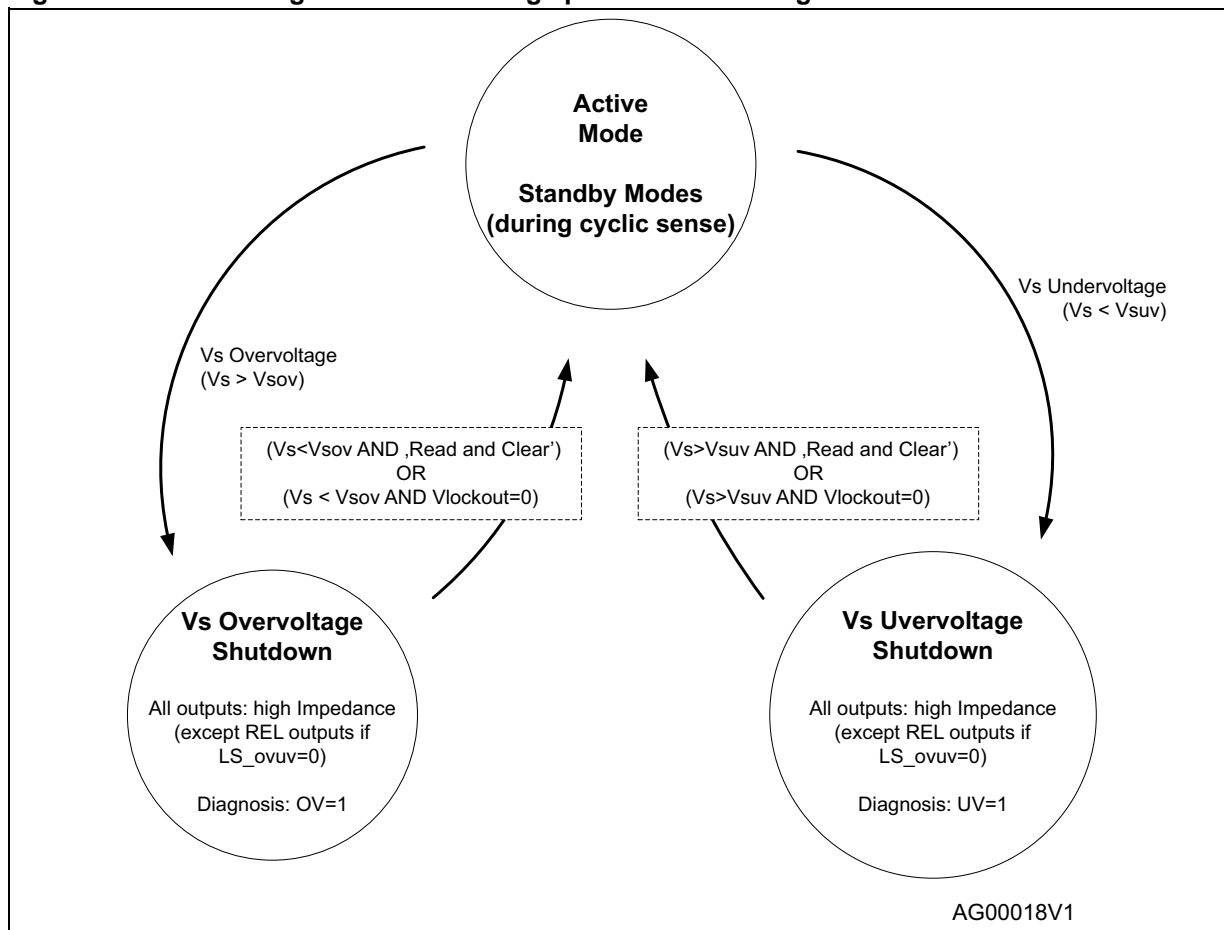 Active
Mode
Standby Modes
(during cyclic sense)
Vs Undervoltage
(Vs < Vsuv)
Vs Overvoltage
(Vs > Vsov)
(Vs<Vsov AND ‚Read and Clear’)
OR
(Vs < Vsov AND Vlockout=0)
(Vs>Vsuv AND ‚Read and Clear’)
OR
(Vs>Vsuv AND Vlockout=0)
Vs Overvoltage
Shutdown
All outputs: high Impedance
(except REL outputs if
LS_ovuv=0)
Diagnosis: OV=1
Vs Uvervoltage
Shutdown
All outputs: high Impedance
(except REL outputs if
LS_ovuv=0)
Diagnosis: UV=1
AG00018V1